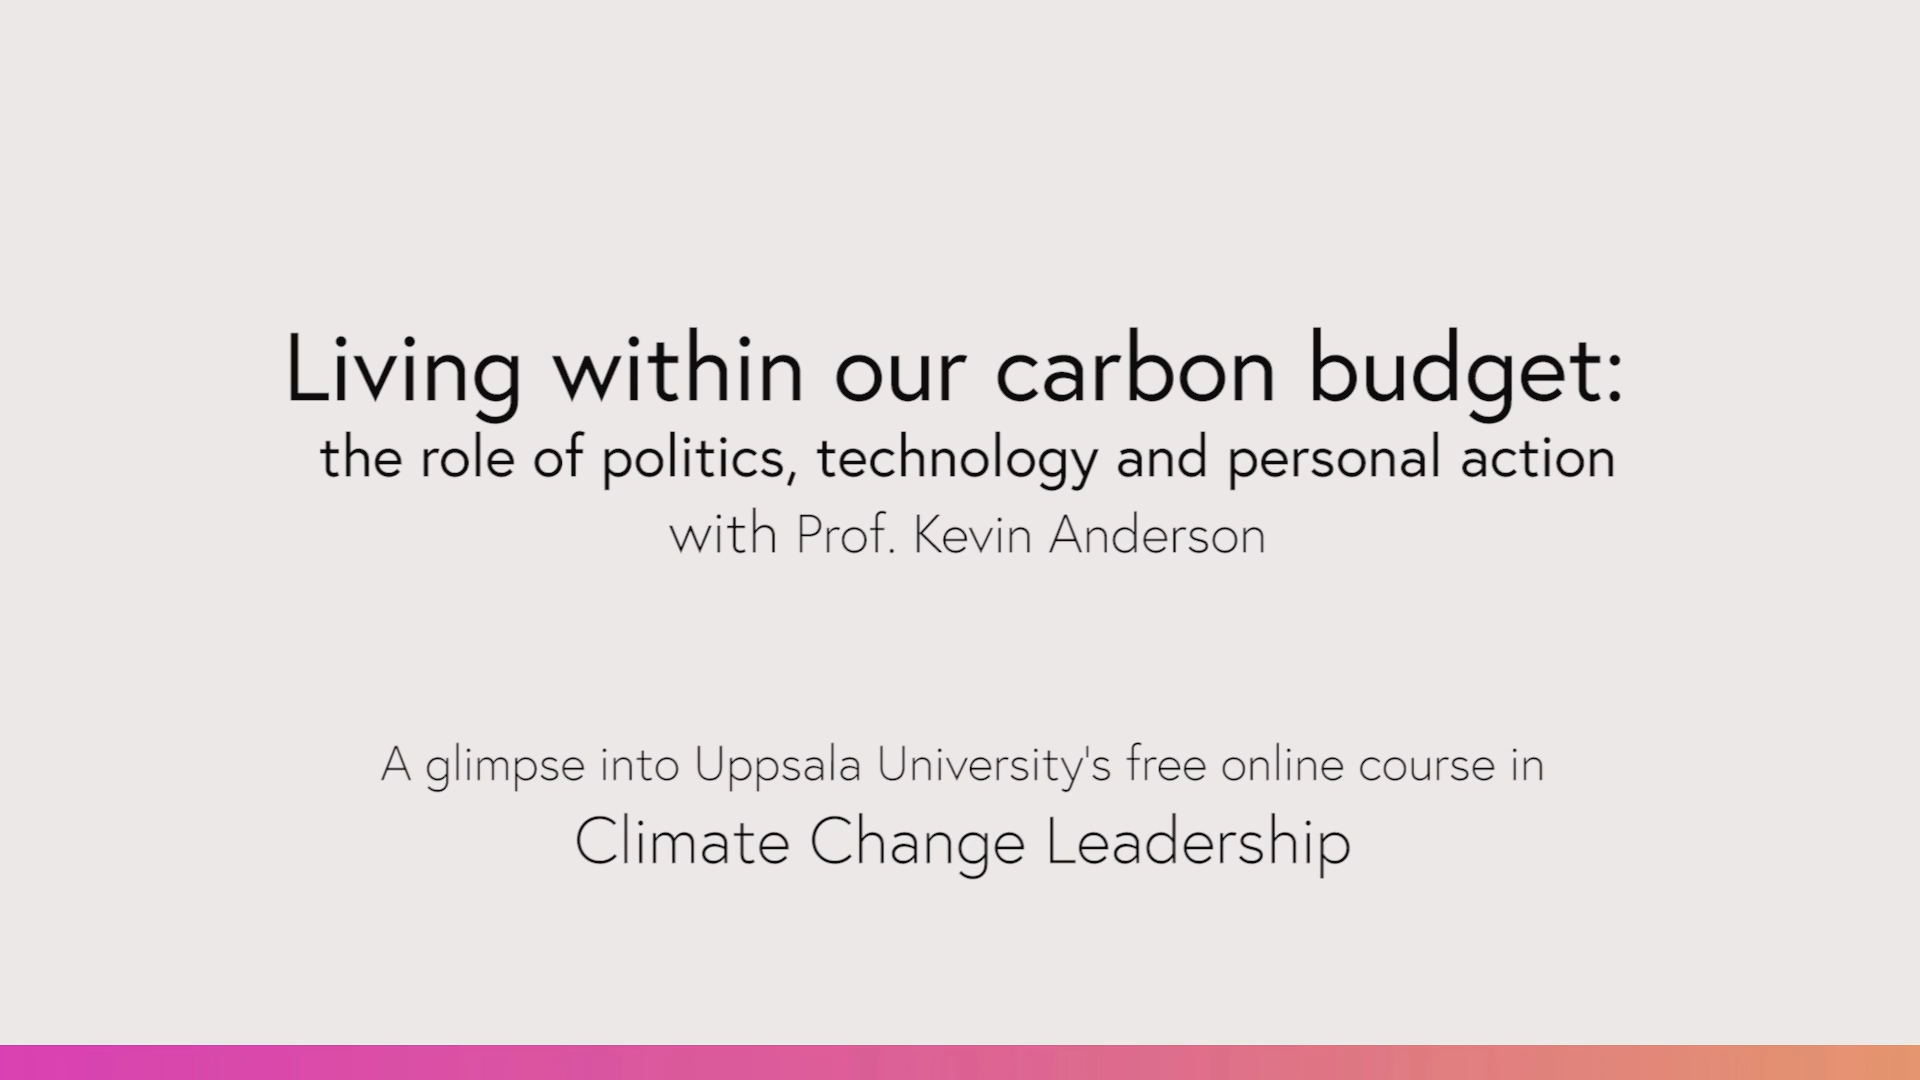 Living within our carbon budget:
the role of politics, technology and personal action
with Prof. Kevin Anderson
A glimpse into Uppsala University's free online course in
Climate Change Leadership